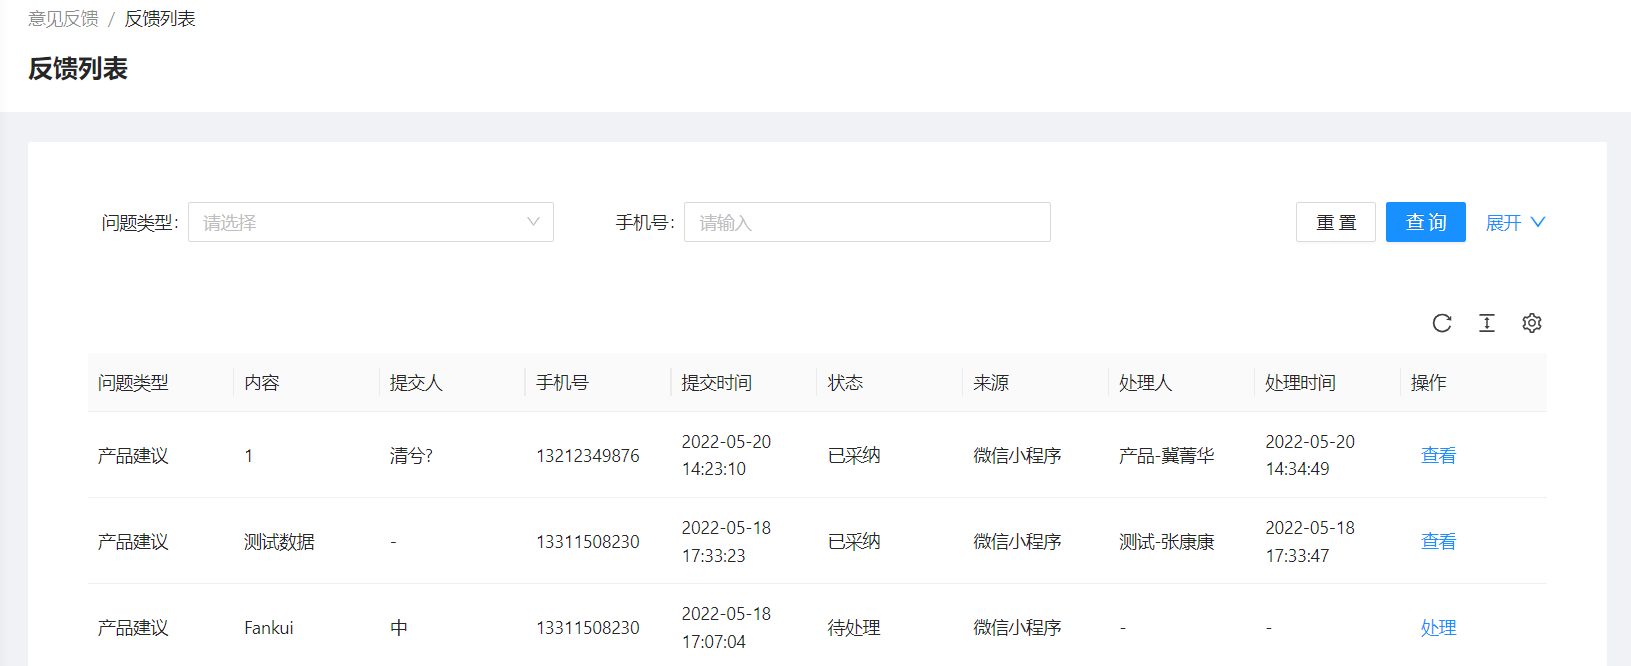 意见反馈 / 反馈列表
反馈列表
问题类型: 请选择 手机号: 请输入 重 置 查 询 展开
问题类型 内容 提交人 手机号 提交时间 状态 来源 处理人 处理时间 操作
产品建议 1 清兮? 13212349876 2022-05-20 14:23:10 已采纳 微信小程序 产品-冀菁华 2022-05-20 14:34:49 查看
产品建议 测试数据 - 13311508230 2022-05-18 17:33:23 已采纳 微信小程序 测试-张康康 2022-05-18 17:33:47 查看
产品建议 Fankui 中 13311508230 2022-05-18 17:07:04 待处理 微信小程序 - - 处理